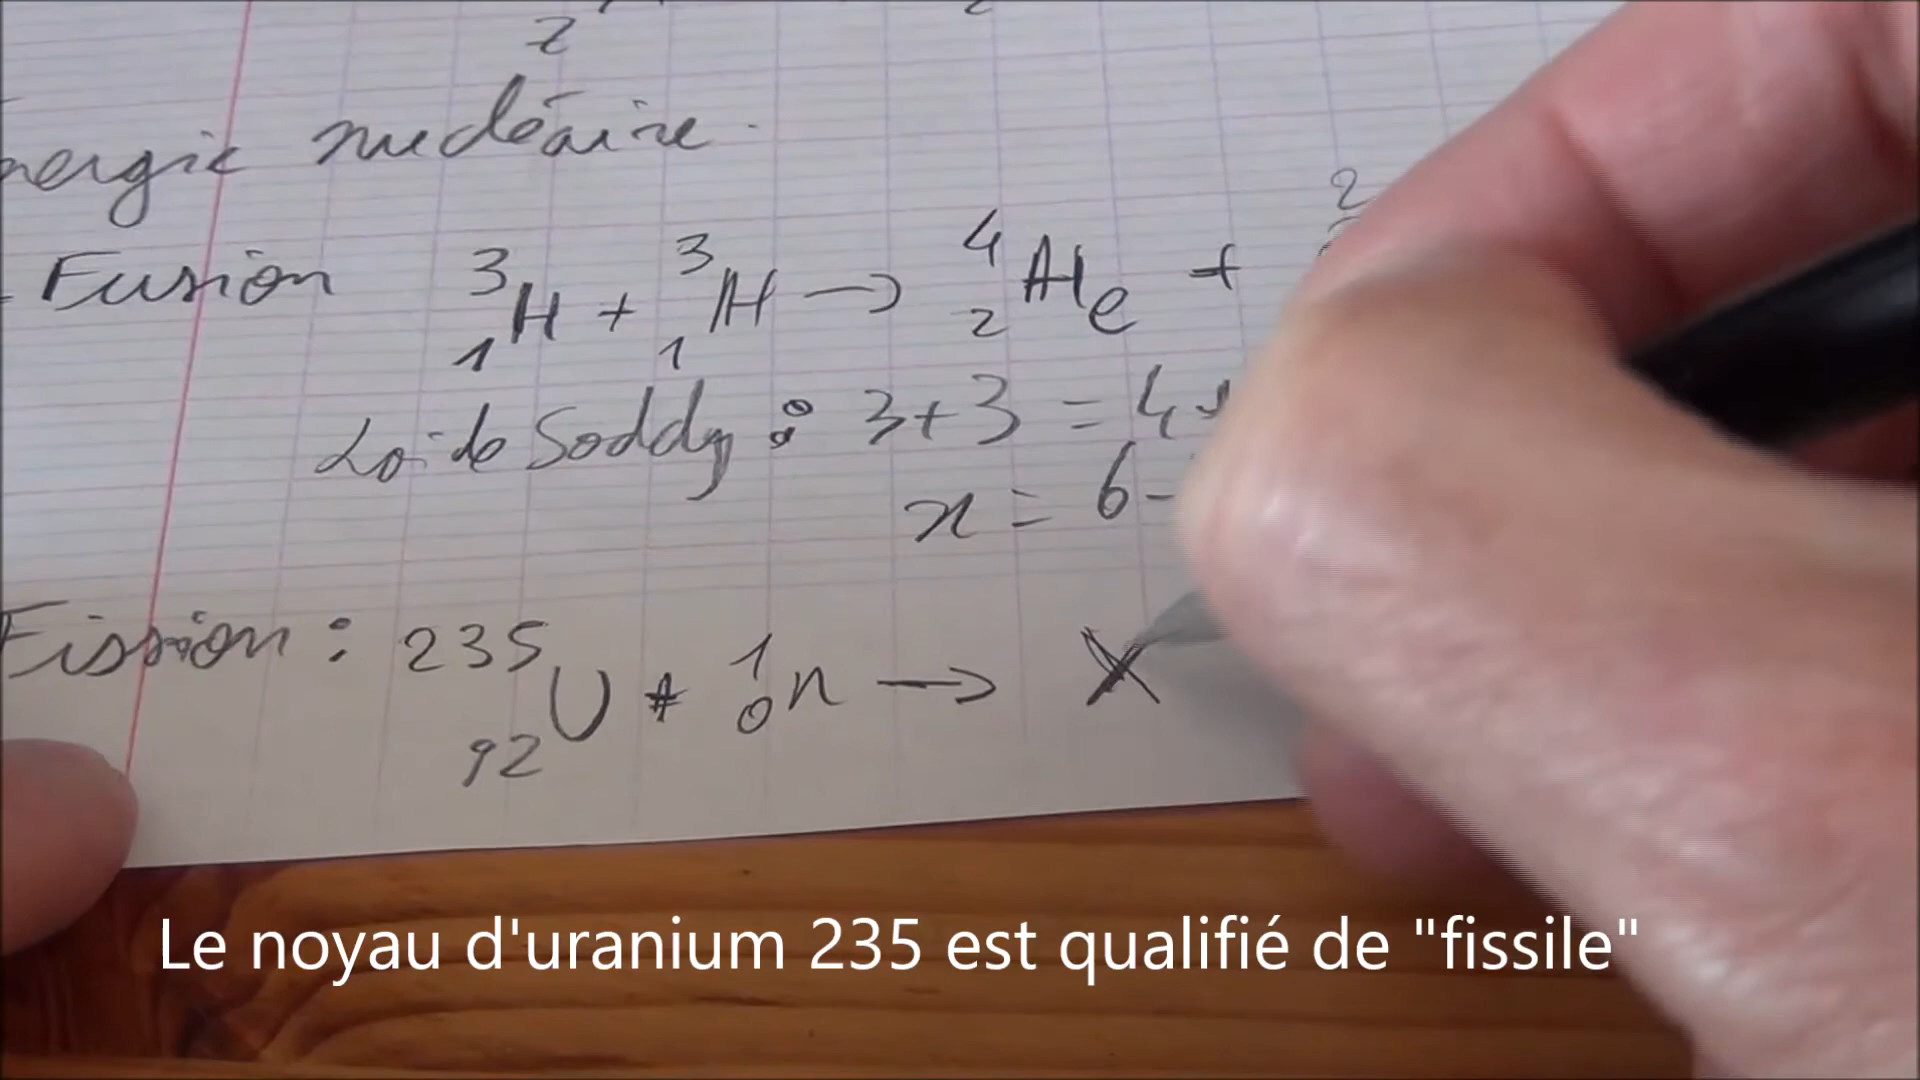 Z
nergie nucléaire.
Fusion ³₁H + ³₁H → ⁴₂He + 2
Loi de Soddy : 3+3 = 4+
x = 6-
Fission : ²³⁵₉₂U + ¹₀n → X
Le noyau d'uranium 235 est qualifié de "fissile"